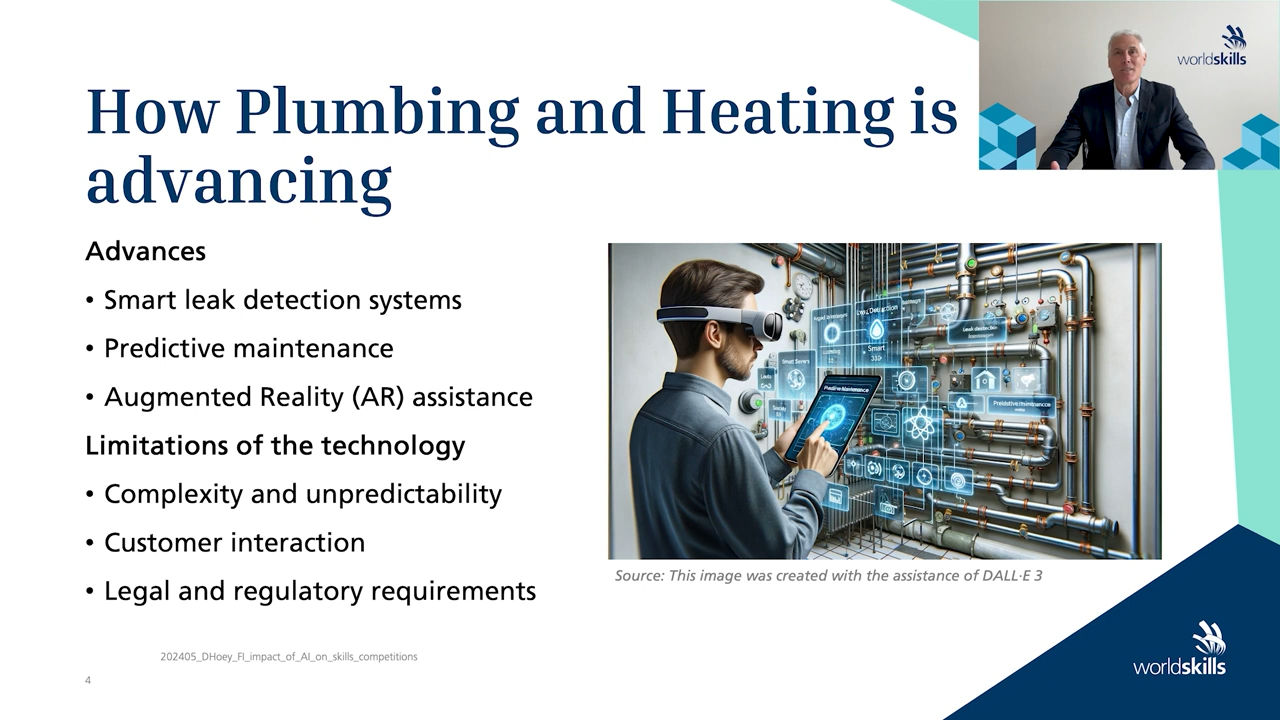 worldskills
How Plumbing and Heating is
advancing
Advances
• Smart leak detection systems
• Predictive maintenance
• Augmented Reality (AR) assistance
Limitations of the technology
• Complexity and unpredictability
• Customer interaction
• Legal and regulatory requirements
Smart
Source: This image was created with the assistance of DALL·E 3
202405_DHoey_FI_impact_of_AI_on_skills_competitions
4
worldskills